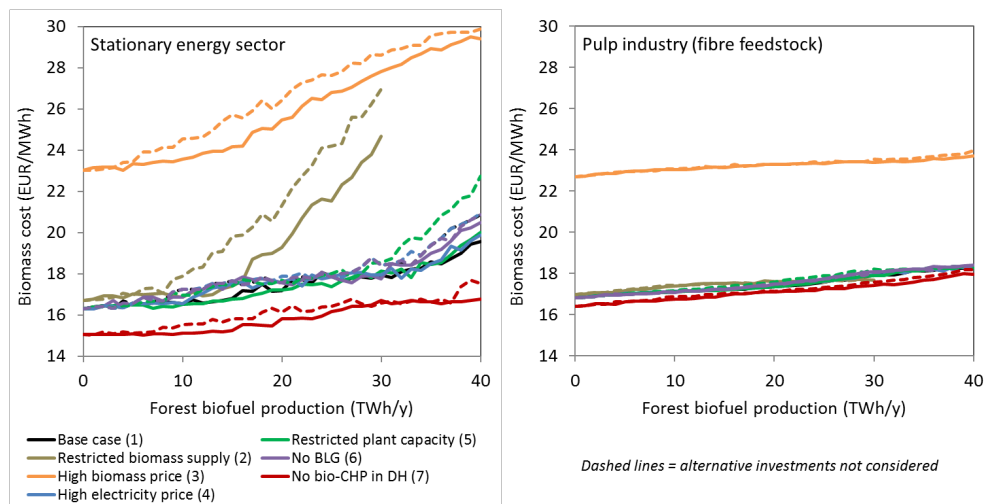 Stationary energy sector
Biomass cost (EUR/MWh)
30
28
26
24
22
20
18
16
14
0 10 20 30 40
Forest biofuel production (TWh/y)
Pulp industry (fibre feedstock)
Biomass cost (EUR/MWh)
30
28
26
24
22
20
18
16
14
0 10 20 30 40
Forest biofuel production (TWh/y)
Base case (1)
Restricted biomass supply (2)
High biomass price (3)
High electricity price (4)
Restricted plant capacity (5)
No BLG (6)
No bio-CHP in DH (7)
Dashed lines = alternative investments not considered